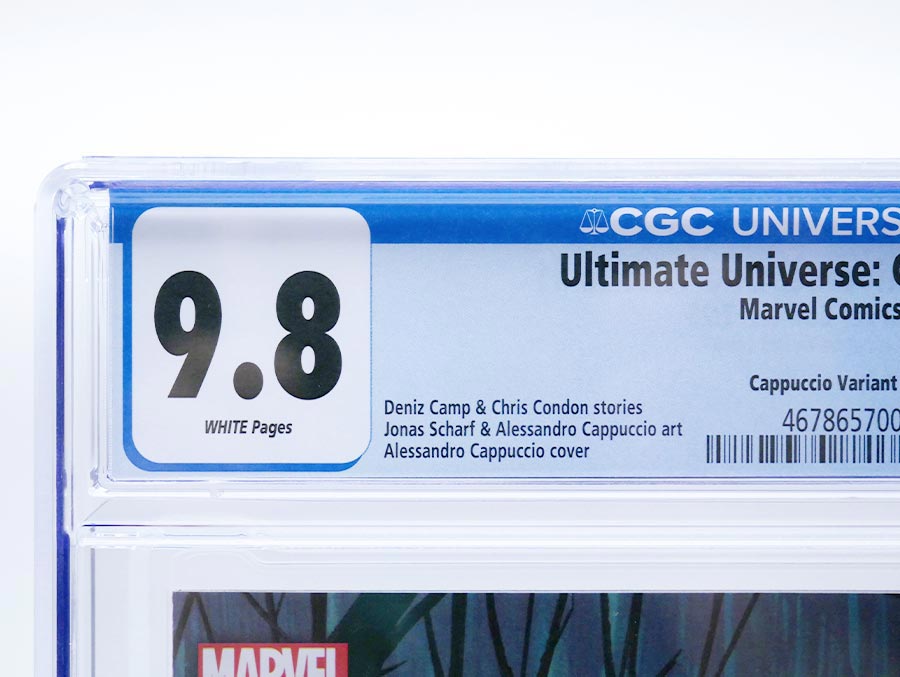 CGC UNIVERS
9.8
WHITE Pages
Ultimate Universe:
Marvel Comics
Cappuccio Variant
467865700
Deniz Camp & Chris Condon stories
Jonas Scharf & Alessandro Cappuccio art
Alessandro Cappuccio cover
MARVEL